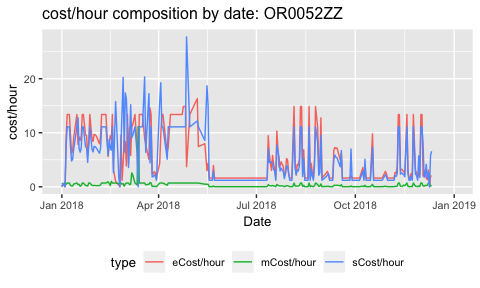 cost/hour composition by date: OR0052ZZ
cost/hour
20
10
0
Jan 2018 Apr 2018 Jul 2018 Oct 2018 Jan 2019
Date
type eCost/hour mCost/hour sCost/hour